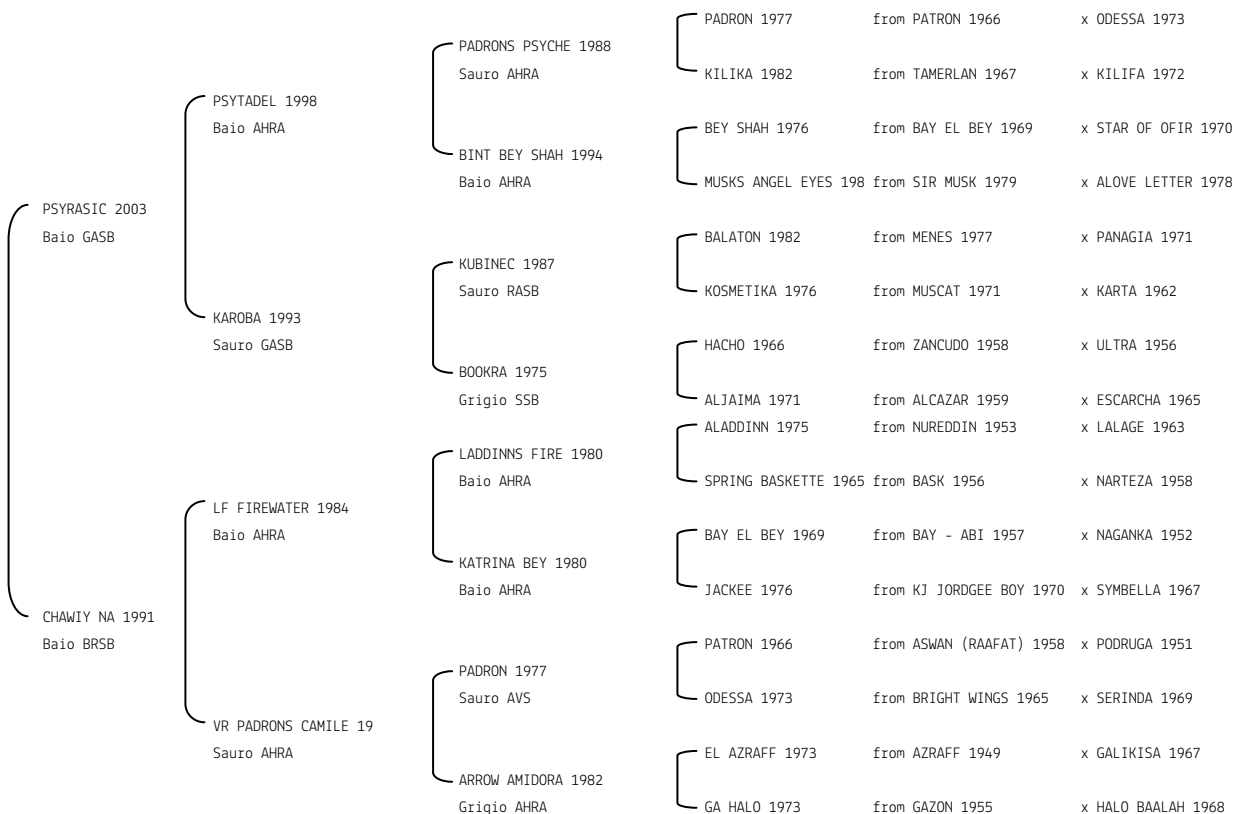 PADRON 1977 from PATRON 1966 x ODESSA 1973
PADRONS PSYCHE 1988
Sauro AHRA
KILIKA 1982 from TAMERLAN 1967 x KILIFA 1972
PSYTADEL 1998
Baio AHRA
BEY SHAH 1976 from BAY EL BEY 1969 x STAR OF OFIR 1970
BINT BEY SHAH 1994
Baio AHRA
MUSKS ANGEL EYES 198 from SIR MUSK 1979 x ALOVE LETTER 1978
PSYRASIC 2003
Baio GASB
BALATON 1982 from MENES 1977 x PANAGIA 1971
KUBINEC 1987
Sauro RASB
KOSMETIKA 1976 from MUSCAT 1971 x KARTA 1962
KAROBA 1993
Sauro GASB
HACHO 1966 from ZANCUDO 1958 x ULTRA 1956
BOOKRA 1975
Grigio SSB
ALJAIMA 1971 from ALCAZAR 1959 x ESCARCHA 1965
ALADDINN 1975 from NUREDDIN 1953 x LALAGE 1963
LADDINNS FIRE 1980
Baio AHRA
SPRING BASKETTE 1965 from BASK 1956 x NARTEZA 1958
LF FIREWATER 1984
Baio AHRA
BAY EL BEY 1969 from BAY - ABI 1957 x NAGANKA 1952
KATRINA BEY 1980
Baio AHRA
JACKEE 1976 from KJ JORDGEE BOY 1970 x SYMBELLA 1967
CHAWIY NA 1991
Baio BRSB
PATRON 1966 from ASWAN (RAAFAT) 1958 x PODRUGA 1951
PADRON 1977
Sauro AVS
ODESSA 1973 from BRIGHT WINGS 1965 x SERINDA 1969
VR PADRONS CAMILE 19
Sauro AHRA
EL AZRAFF 1973 from AZRAFF 1949 x GALIKISA 1967
ARROW AMIDORA 1982
Grigio AHRA
GA HALO 1973 from GAZON 1955 x HALO BAALAH 1968